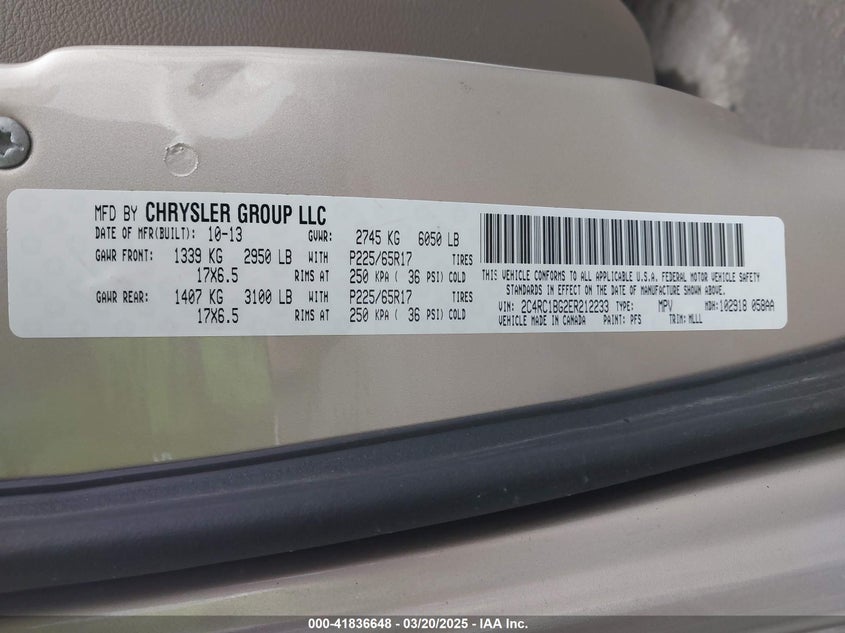 MFD BY CHRYSLER GROUP LLC
DATE OF MFR(BUILT): 10-13 GVWR: 2745 KG 6050 LB
GAWR FRONT: 1339 KG 2950 LB WITH P225/65R17 TIRES
17X6.5 RIMS AT 250 KPA ( 36 PSI) COLD
GAWR REAR: 1407 KG 3100 LB WITH P225/65R17 TIRES
17X6.5 RIMS AT 250 KPA ( 36 PSI) COLD
THIS VEHICLE CONFORMS TO ALL APPLICABLE U.S.A. FEDERAL MOTOR VEHICLE SAFETY
STANDARDS IN EFFECT ON THE DATE OF MANUFACTURE SHOWN ABOVE.
VIN: 2C4RC1BG2ER212233 TYPE: MPV MDH:102918 058AA
VEHICLE MADE IN CANADA PAINT: PFS TRIM: MLLL
000-41836648 - 03/20/2025 - IAA Inc.